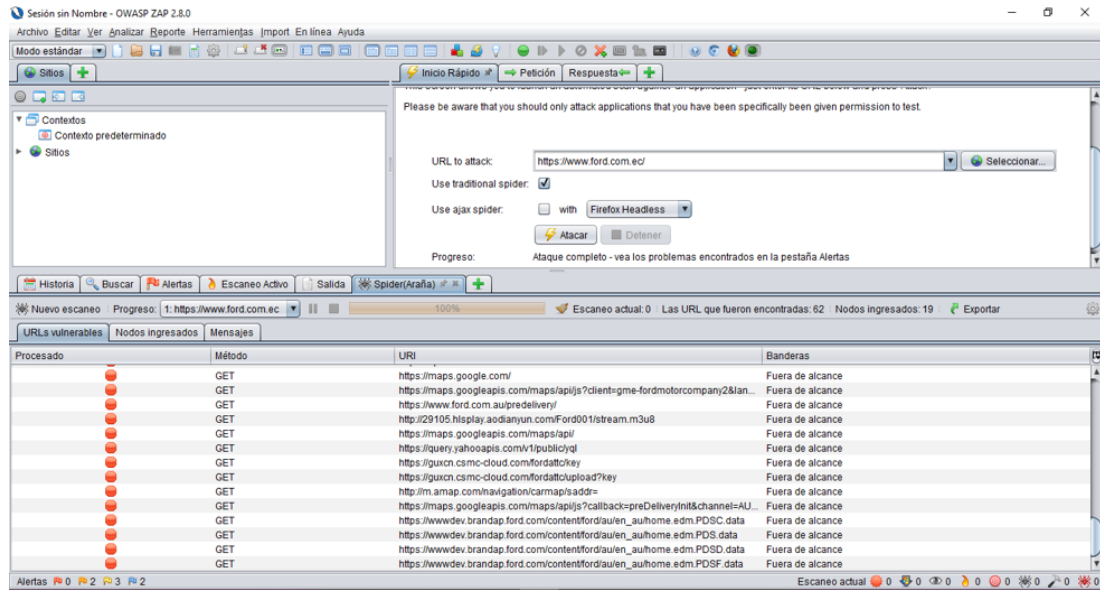 Sesión sin Nombre - OWASP ZAP 2.8.0
Archivo Editar Ver Analizar Reporte Herramientas Import En línea Ayuda
Modo estándar
Sitios
Inicio Rápido
Petición
Respuesta
Please be aware that you should only attack applications that you have been specifically been given permission to test.
Contextos
Contexto predeterminado
Sitios
URL to attack: https://www.ford.com.ec/ Seleccionar...
Use traditional spider:
Use ajax spider: with Firefox Headless
Atacar Detener
Progreso: Ataque completo - vea los problemas encontrados en la pestaña Alertas
Historia Buscar Alertas Escaneo Activo Salida Spider(Araña)
Nuevo escaneo Progreso: 1: https://www.ford.com.ec 100% Escaneo actual: 0 Las URL que fueron encontradas: 62 Nodos ingresados: 19 Exportar
URLs vulnerables Nodos ingresados Mensajes
Procesado Método URI Banderas
GET https://maps.google.com/ Fuera de alcance
GET https://maps.googleapis.com/maps/api/js?client=gme-fordmotorcompany2&lan... Fuera de alcance
GET https://www.ford.com.au/predelivery/ Fuera de alcance
GET http://29105.hlsplay.aodianyun.com/Ford001/stream.m3u8 Fuera de alcance
GET https://maps.googleapis.com/maps/api/ Fuera de alcance
GET https://query.yahooapis.com/v1/public/yql Fuera de alcance
GET https://guxcn.csmc-cloud.com/fordattc/key Fuera de alcance
GET https://guxcn.csmc-cloud.com/fordattc/upload?key Fuera de alcance
GET http://m.amap.com/navigation/carmap/saddr= Fuera de alcance
GET https://maps.googleapis.com/maps/api/js?callback=preDeliveryInit&channel=AU... Fuera de alcance
GET https://wwwdev.brandap.ford.com/content/ford/au/en_au/home.edm.PDSC.data Fuera de alcance
GET https://wwwdev.brandap.ford.com/content/ford/au/en_au/home.edm.PDS.data Fuera de alcance
GET https://wwwdev.brandap.ford.com/content/ford/au/en_au/home.edm.PDSD.data Fuera de alcance
GET https://wwwdev.brandap.ford.com/content/ford/au/en_au/home.edm.PDSF.data Fuera de alcance
Alertas 0 2 3 2 Escaneo actual 0 0 0 0 0 0 0 0